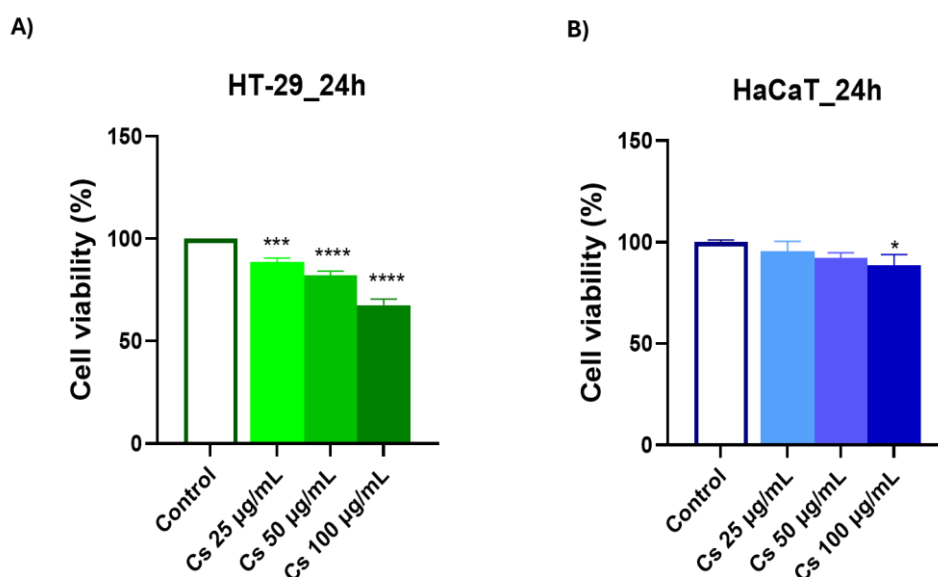 A)
HT-29_24h
Cell viability (%)
150
100
50
0
***
****
****
Control
Cs 25 µg/mL
Cs 50 µg/mL
Cs 100 µg/mL
B)
HaCaT_24h
Cell viability (%)
150
100
50
0
*
Control
Cs 25 µg/mL
Cs 50 µg/mL
Cs 100 µg/mL